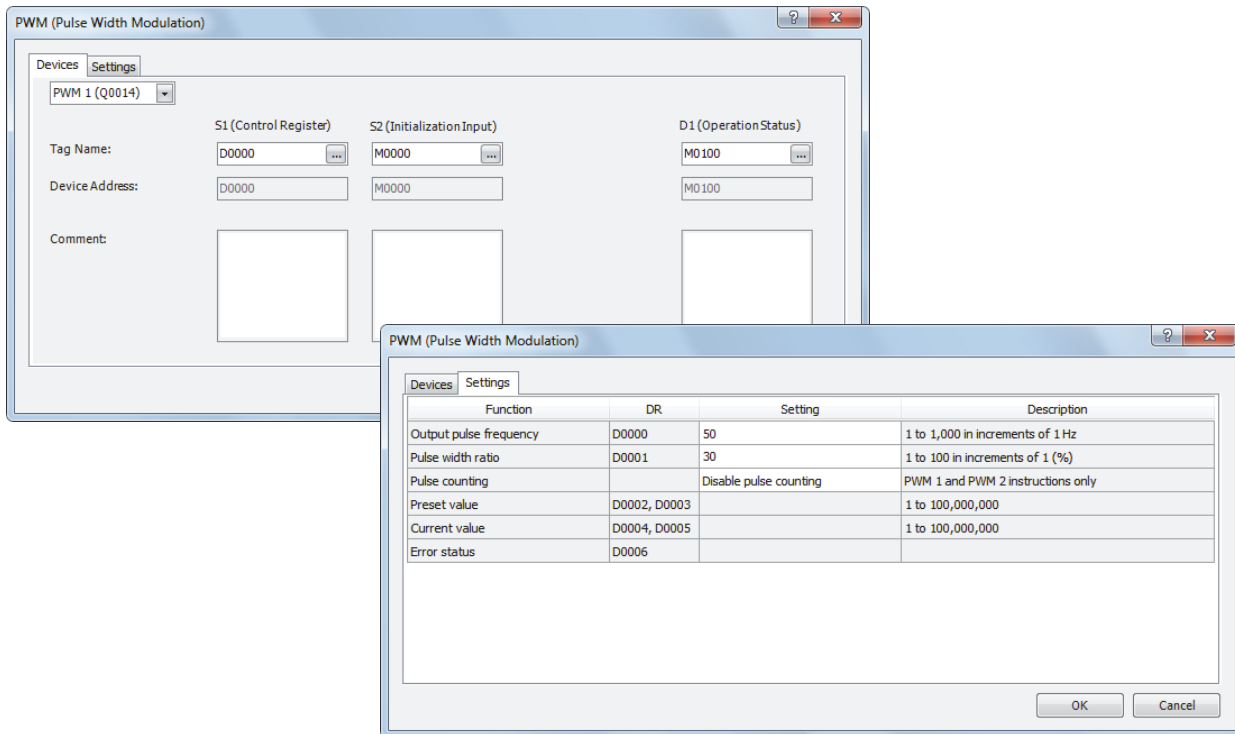 PWM (Pulse Width Modulation)
Devices Settings
PWM 1 (Q0014)
S1 (Control Register) S2 (Initialization Input) D1 (Operation Status)
Tag Name: D0000 ... M0000 ... M0100 ...
Device Address: D0000 M0000 M0100
Comment:
PWM (Pulse Width Modulation)
Devices Settings
Function DR Setting Description
Output pulse frequency D0000 50 1 to 1,000 in increments of 1 Hz
Pulse width ratio D0001 30 1 to 100 in increments of 1 (%)
Pulse counting Disable pulse counting PWM 1 and PWM 2 instructions only
Preset value D0002, D0003 1 to 100,000,000
Current value D0004, D0005 1 to 100,000,000
Error status D0006
OK Cancel